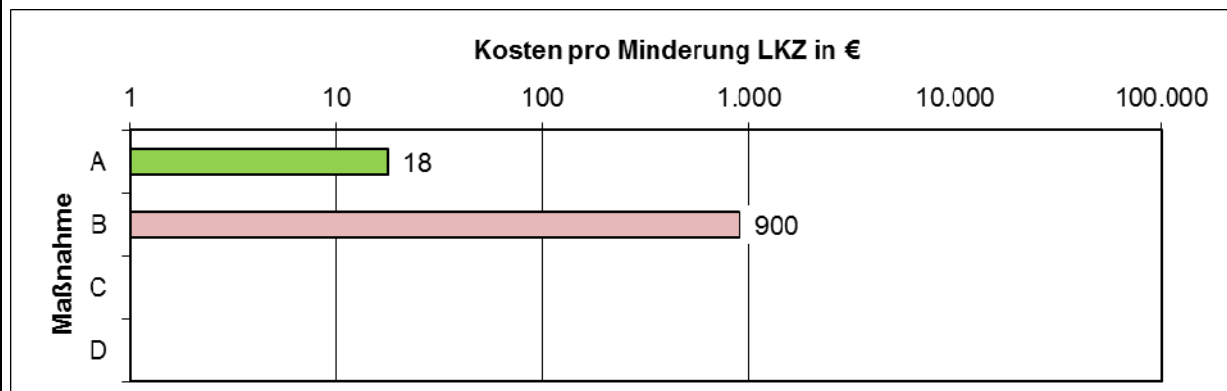 Kosten pro Minderung LKZ in €
1 10 100 1.000 10.000 100.000
A 18
B 900
C
D
Maßnahme